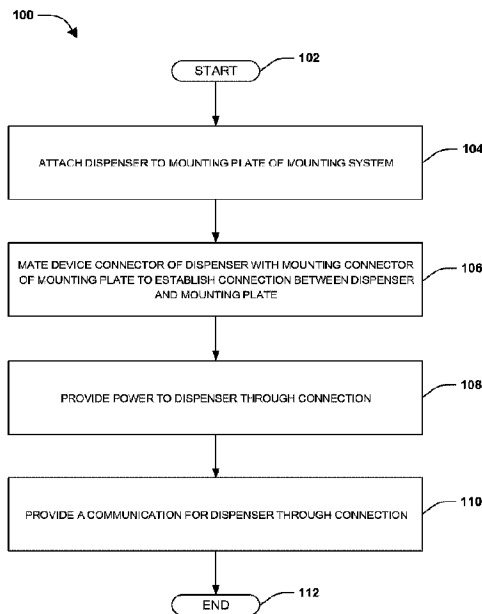 100
START
102
ATTACH DISPENSER TO MOUNTING PLATE OF MOUNTING SYSTEM
104
MATE DEVICE CONNECTOR OF DISPENSER WITH MOUNTING CONNECTOR
OF MOUNTING PLATE TO ESTABLISH CONNECTION BETWEEN DISPENSER
AND MOUNTING PLATE
106
PROVIDE POWER TO DISPENSER THROUGH CONNECTION
108
PROVIDE A COMMUNICATION FOR DISPENSER THROUGH CONNECTION
110
END
112